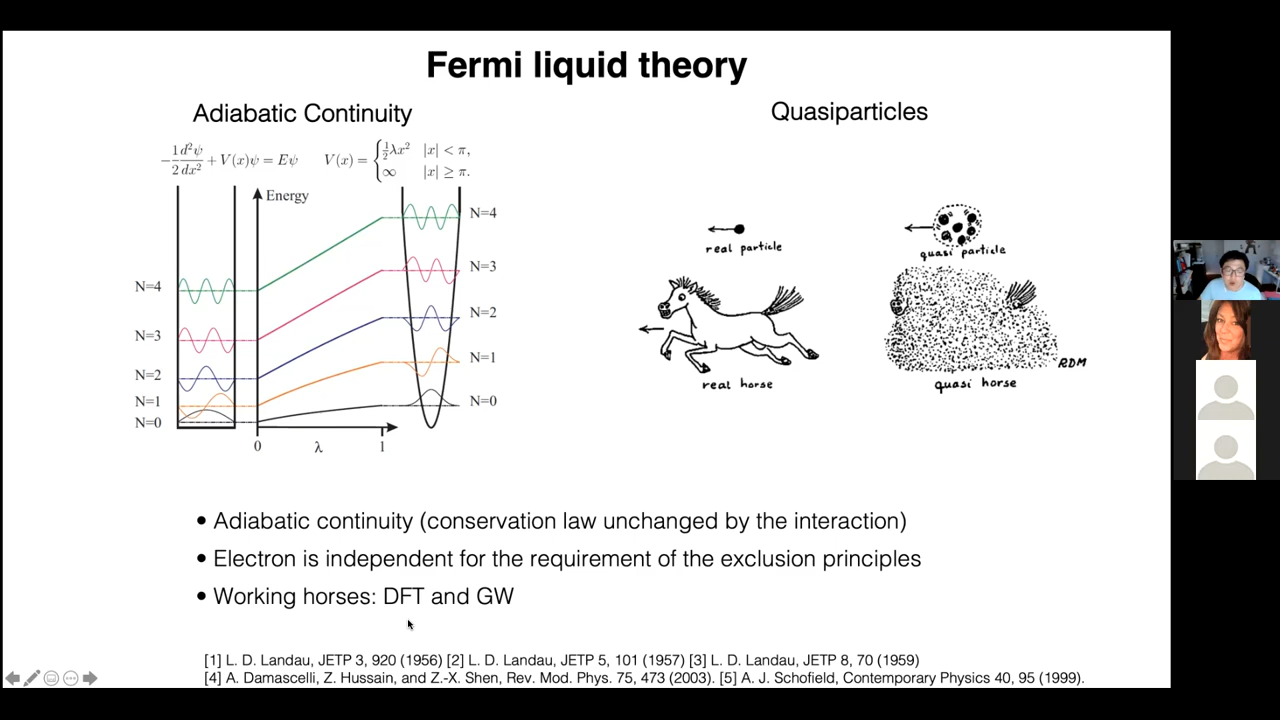 Fermi liquid theory
Adiabatic Continuity
-\frac{1}{2}\frac{d^2\psi}{dx^2} + V(x)\psi = E\psi V(x) = \begin{cases} \frac{1}{2}\lambda x^2 & |x| < \pi, \\ \infty & |x| \geq \pi. \end{cases}
Energy
N=4
N=3
N=2
N=1
N=0
N=4
N=3
N=2
N=1
N=0
0 λ 1
Quasiparticles
real particle
quasi particle
real horse
quasi horse
RDM
• Adiabatic continuity (conservation law unchanged by the interaction)
• Electron is independent for the requirement of the exclusion principles
• Working horses: DFT and GW
[1] L. D. Landau, JETP 3, 920 (1956) [2] L. D. Landau, JETP 5, 101 (1957) [3] L. D. Landau, JETP 8, 70 (1959)
[4] A. Damascelli, Z. Hussain, and Z.-X. Shen, Rev. Mod. Phys. 75, 473 (2003). [5] A. J. Schofield, Contemporary Physics 40, 95 (1999).